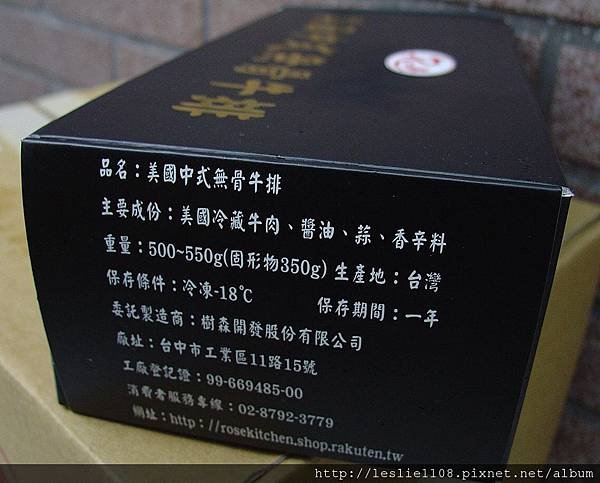 無骨牛排
品名：美國中式無骨牛排
主要成份：美國冷藏牛肉、醬油、蒜、香辛料
重量：500~550g(固形物350g) 生產地：台灣
保存條件：冷凍-18℃ 保存期間：一年
委託製造商：樹森開發股份有限公司
廠址：台中市工業區11路15號
工廠登記證：99-669485-00
消費者服務專線：02-8792-3779
網址：http://rosekitchen.shop.rakuten.tw
http://leslie1108.pixnet.net/album